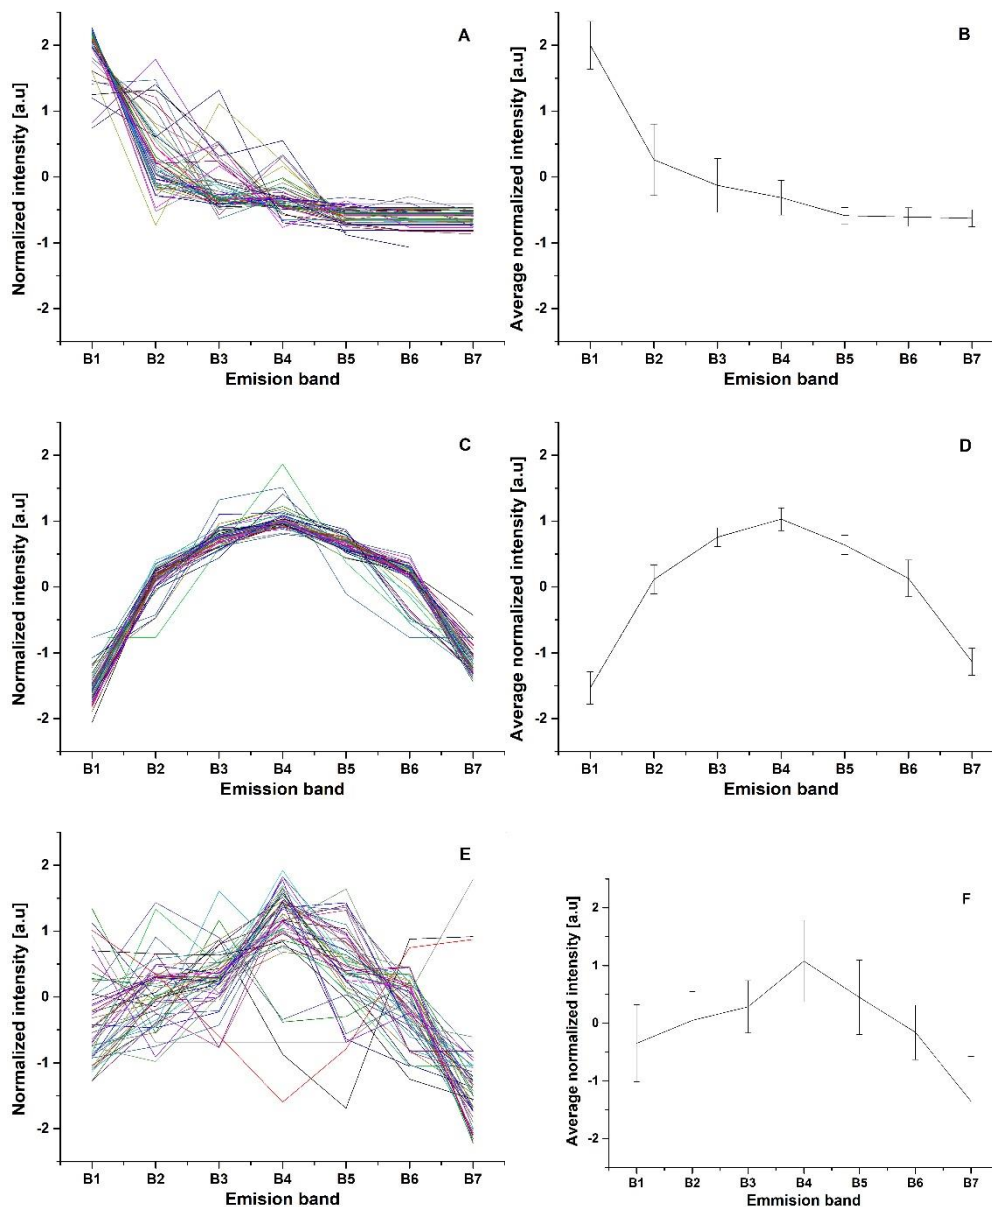 A
Normalized intensity [a.u]
2
1
0
-1
-2
B1 B2 B3 B4 B5 B6 B7
Emision band
B
Average normalized intensity [a.u]
2
1
0
-1
-2
B1 B2 B3 B4 B5 B6 B7
Emision band
C
Normalized intensity [a.u]
2
1
0
-1
-2
B1 B2 B3 B4 B5 B6 B7
Emission band
D
Average normalized intensity [a.u]
2
1
0
-1
-2
B1 B2 B3 B4 B5 B6 B7
Emission band
E
Normalized intensity [a.u]
2
1
0
-1
-2
B1 B2 B3 B4 B5 B6 B7
Emision band
F
Average normalized intensity [a.u]
2
1
0
-1
-2
B1 B2 B3 B4 B5 B6 B7
Emmision band